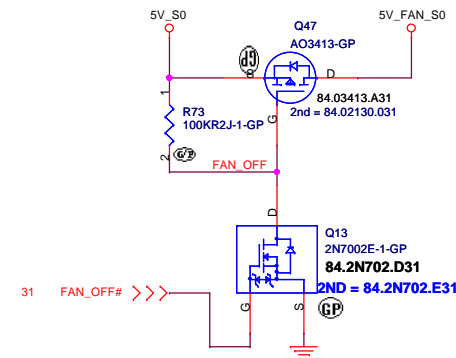 5V_S0
5V_FAN_S0
Q47
AO3413-GP
GP
S
D
84.03413.A31
2nd = 84.02130.031
1
R73
100KR2J-1-GP
G
2
G/P
FAN_OFF
D
Q13
2N7002E-1-GP
84.2N702.D31
2ND = 84.2N702.E31
31
FAN_OFF#
G
S
GP